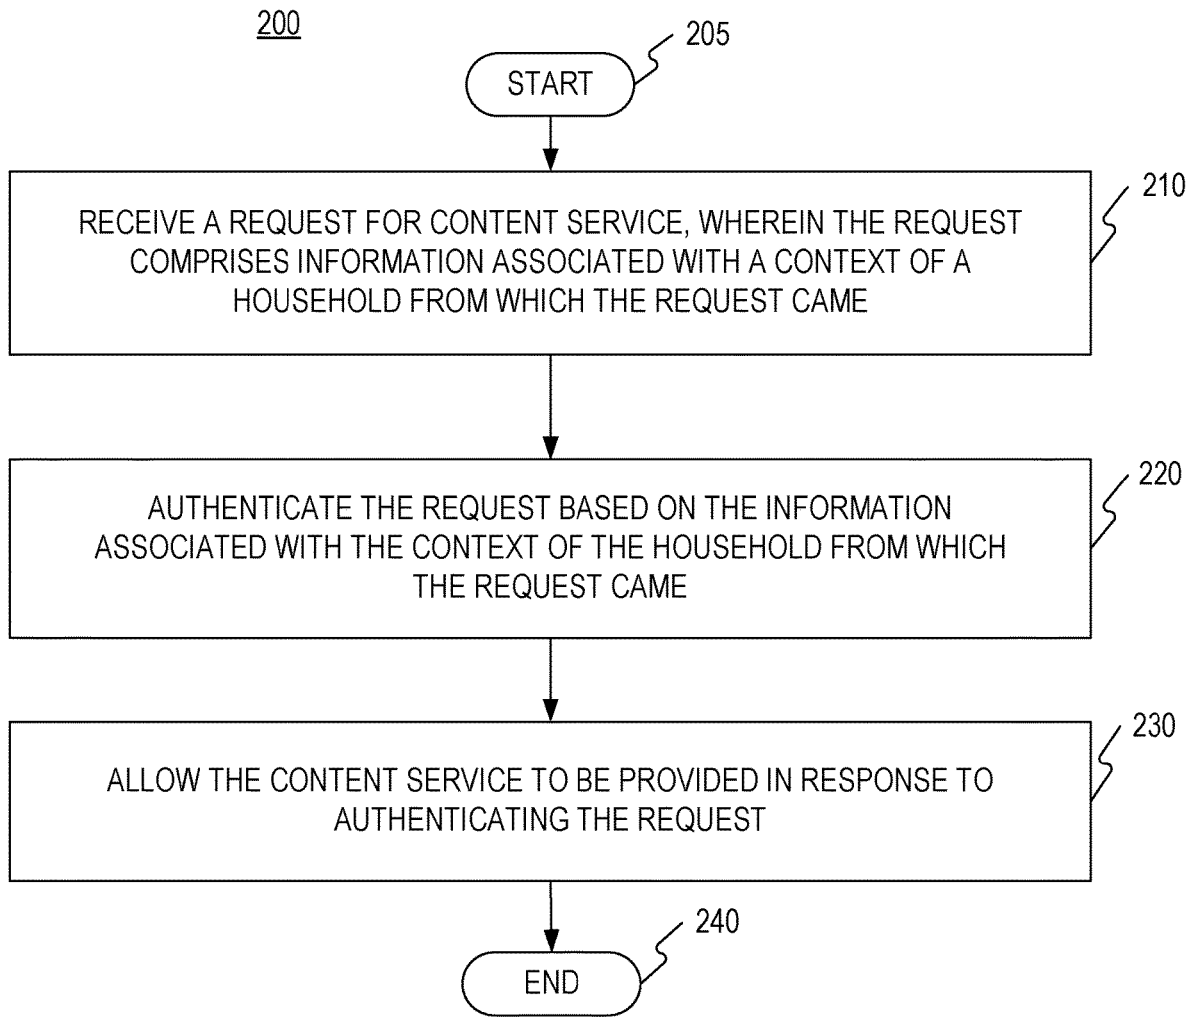 200
205
START
210
RECEIVE A REQUEST FOR CONTENT SERVICE, WHEREIN THE REQUEST
COMPRISES INFORMATION ASSOCIATED WITH A CONTEXT OF A
HOUSEHOLD FROM WHICH THE REQUEST CAME
220
AUTHENTICATE THE REQUEST BASED ON THE INFORMATION
ASSOCIATED WITH THE CONTEXT OF THE HOUSEHOLD FROM WHICH
THE REQUEST CAME
230
ALLOW THE CONTENT SERVICE TO BE PROVIDED IN RESPONSE TO
AUTHENTICATING THE REQUEST
240
END